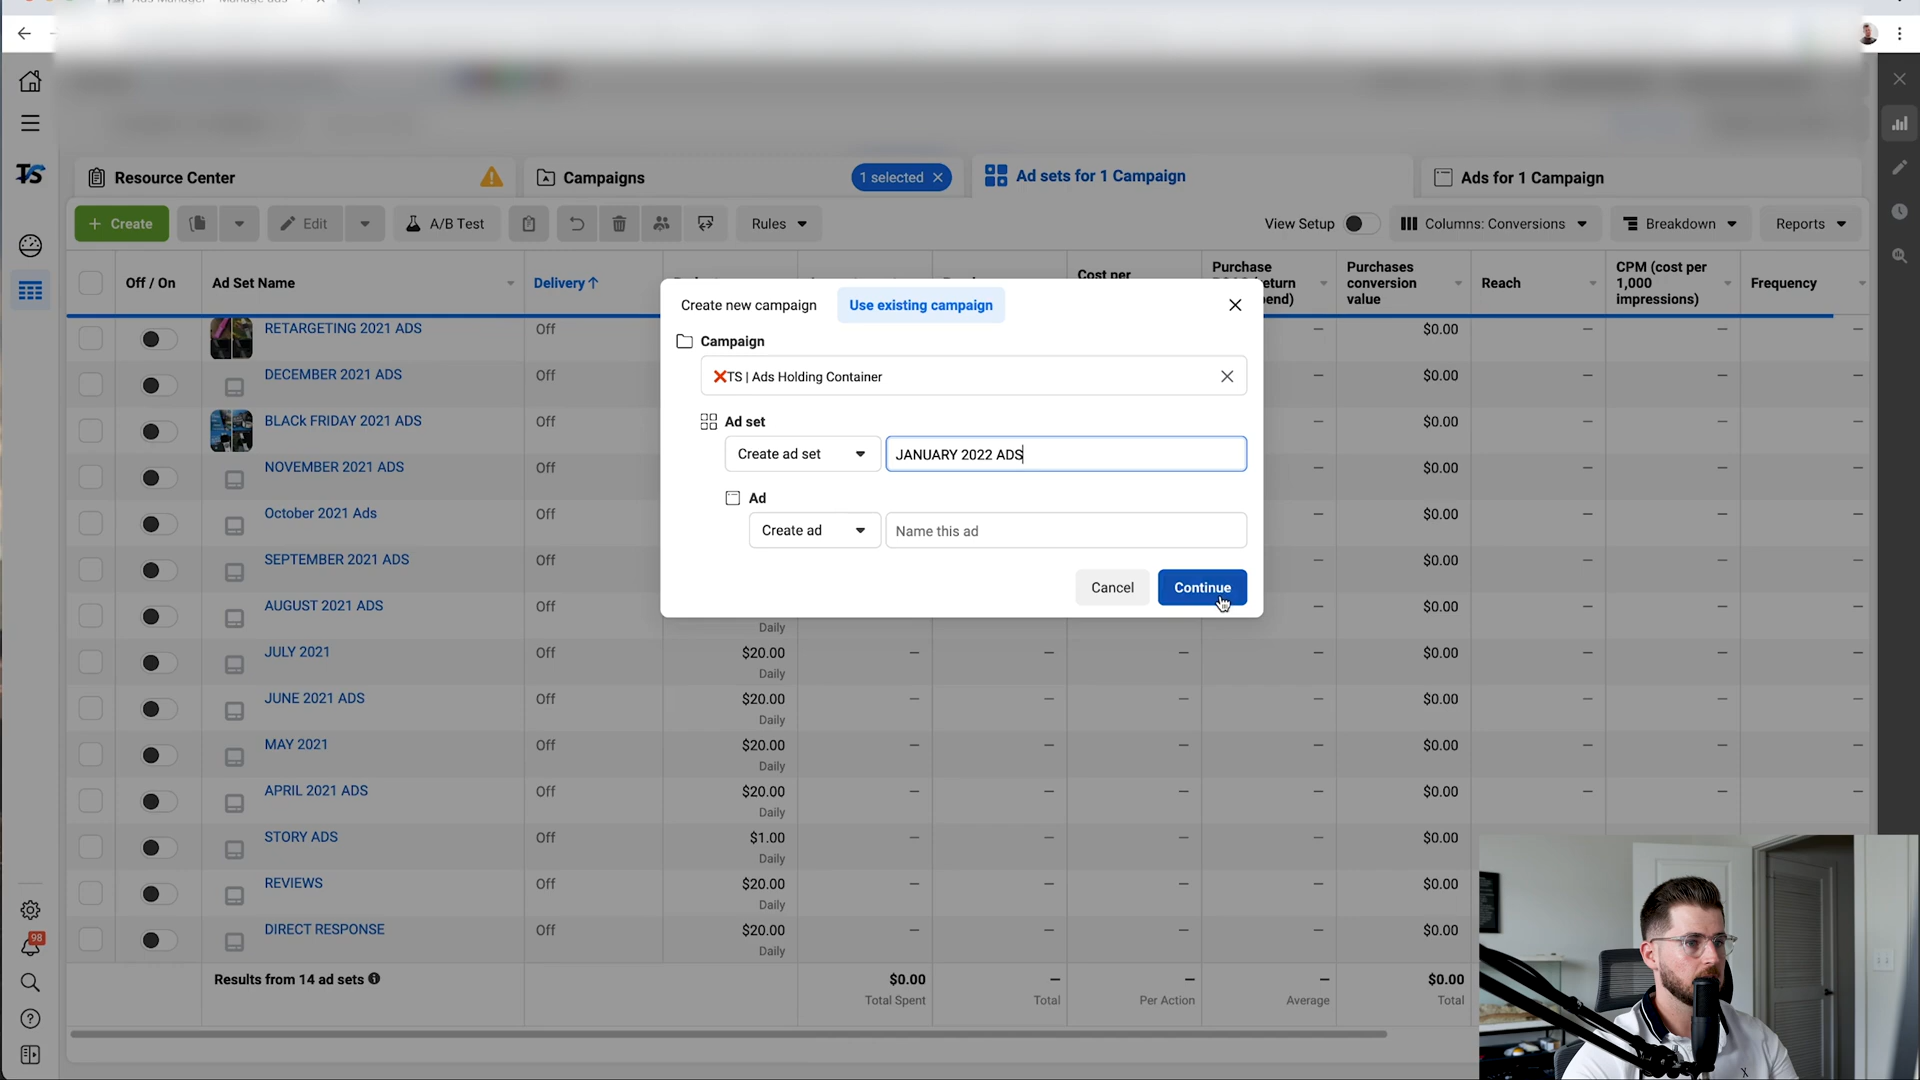 Resource Center
Campaigns
1 selected
Ad sets for 1 Campaign
Ads for 1 Campaign
+ Create
Edit
A/B Test
Rules
View Setup
Columns: Conversions
Breakdown
Reports
Off / On
Ad Set Name
Delivery ↑
Cost per
Purchase
Purchases
conversion
value
Reach
CPM (cost per
1,000
impressions)
Frequency
Create new campaign
Use existing campaign
Campaign
❌TS | Ads Holding Container
Ad set
Create ad set
JANUARY 2022 ADS
Ad
Create ad
Name this ad
Cancel
Continue
RETARGETING 2021 ADS
Off
$0.00
DECEMBER 2021 ADS
Off
$0.00
BLACk FRIDAY 2021 ADS
Off
$0.00
NOVEMBER 2021 ADS
Off
$0.00
October 2021 Ads
Off
$0.00
SEPTEMBER 2021 ADS
Off
$0.00
AUGUST 2021 ADS
Off
$0.00
Daily
JULY 2021
Off
$20.00
$0.00
Daily
JUNE 2021 ADS
Off
$20.00
$0.00
Daily
MAY 2021
Off
$20.00
$0.00
Daily
APRIL 2021 ADS
Off
$20.00
$0.00
Daily
STORY ADS
Off
$1.00
$0.00
Daily
REVIEWS
Off
$20.00
$0.00
Daily
DIRECT RESPONSE
Off
$20.00
$0.00
Daily
Results from 14 ad sets
$0.00
$0.00
Total Spent
Total
Per Action
Average
Total
TS
98